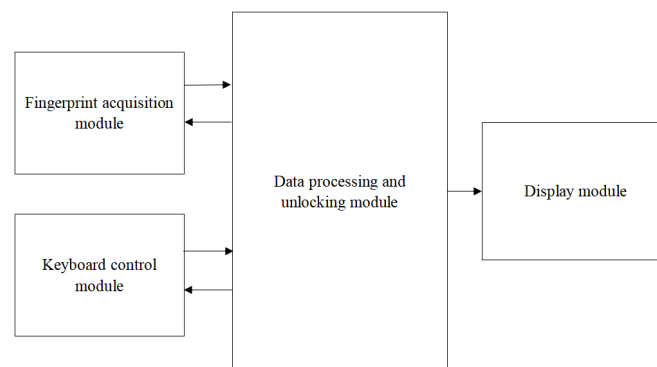 Fingerprint acquisition
module
Data processing and
unlocking module
Display module
Keyboard control
module